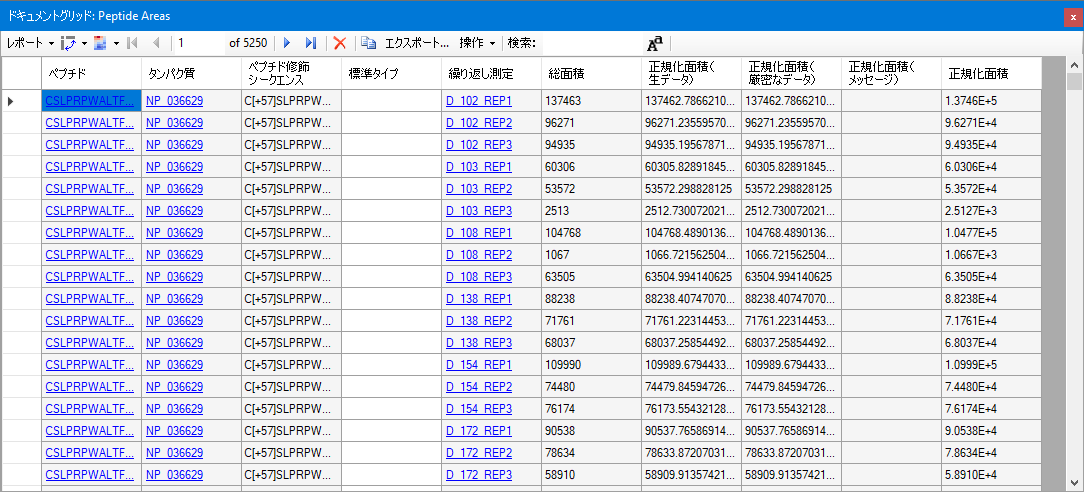 ドキュメントグリッド: Peptide Areas
レポート 1 of 5250 エクスポート... 操作 検索:
ペプチド タンパク質 ペプチド修飾シークエンス 標準タイプ 繰り返し測定 総面積 正規化面積(生データ) 正規化面積(厳密なデータ) 正規化面積(メッセージ) 正規化面積
CSLPRPWALTF... NP_036629 C[+57]SLPRPW... D_102_REP1 137463 137462.7866210... 137462.7866210... 1.3746E+5
CSLPRPWALTF... NP_036629 C[+57]SLPRPW... D_102_REP2 96271 96271.23559570... 96271.23559570... 9.6271E+4
CSLPRPWALTF... NP_036629 C[+57]SLPRPW... D_102_REP3 94935 94935.19567871... 94935.19567871... 9.4935E+4
CSLPRPWALTF... NP_036629 C[+57]SLPRPW... D_103_REP1 60306 60305.82891845... 60305.82891845... 6.0306E+4
CSLPRPWALTF... NP_036629 C[+57]SLPRPW... D_103_REP2 53572 53572.298828125 53572.298828125 5.3572E+4
CSLPRPWALTF... NP_036629 C[+57]SLPRPW... D_103_REP3 2513 2512.730072021... 2512.730072021... 2.5127E+3
CSLPRPWALTF... NP_036629 C[+57]SLPRPW... D_108_REP1 104768 104768.4890136... 104768.4890136... 1.0477E+5
CSLPRPWALTF... NP_036629 C[+57]SLPRPW... D_108_REP2 1067 1066.721562504... 1066.721562504... 1.0667E+3
CSLPRPWALTF... NP_036629 C[+57]SLPRPW... D_108_REP3 63505 63504.994140625 63504.994140625 6.3505E+4
CSLPRPWALTF... NP_036629 C[+57]SLPRPW... D_138_REP1 88238 88238.40747070... 88238.40747070... 8.8238E+4
CSLPRPWALTF... NP_036629 C[+57]SLPRPW... D_138_REP2 71761 71761.22314453... 71761.22314453... 7.1761E+4
CSLPRPWALTF... NP_036629 C[+57]SLPRPW... D_138_REP3 68037 68037.25854492... 68037.25854492... 6.8037E+4
CSLPRPWALTF... NP_036629 C[+57]SLPRPW... D_154_REP1 109990 109989.6794433... 109989.6794433... 1.0999E+5
CSLPRPWALTF... NP_036629 C[+57]SLPRPW... D_154_REP2 74480 74479.84594726... 74479.84594726... 7.4480E+4
CSLPRPWALTF... NP_036629 C[+57]SLPRPW... D_154_REP3 76174 76173.55432128... 76173.55432128... 7.6174E+4
CSLPRPWALTF... NP_036629 C[+57]SLPRPW... D_172_REP1 90538 90537.76586914... 90537.76586914... 9.0538E+4
CSLPRPWALTF... NP_036629 C[+57]SLPRPW... D_172_REP2 78634 78633.87207031... 78633.87207031... 7.8634E+4
CSLPRPWALTF... NP_036629 C[+57]SLPRPW... D_172_REP3 58910 58909.91357421... 58909.91357421... 5.8910E+4